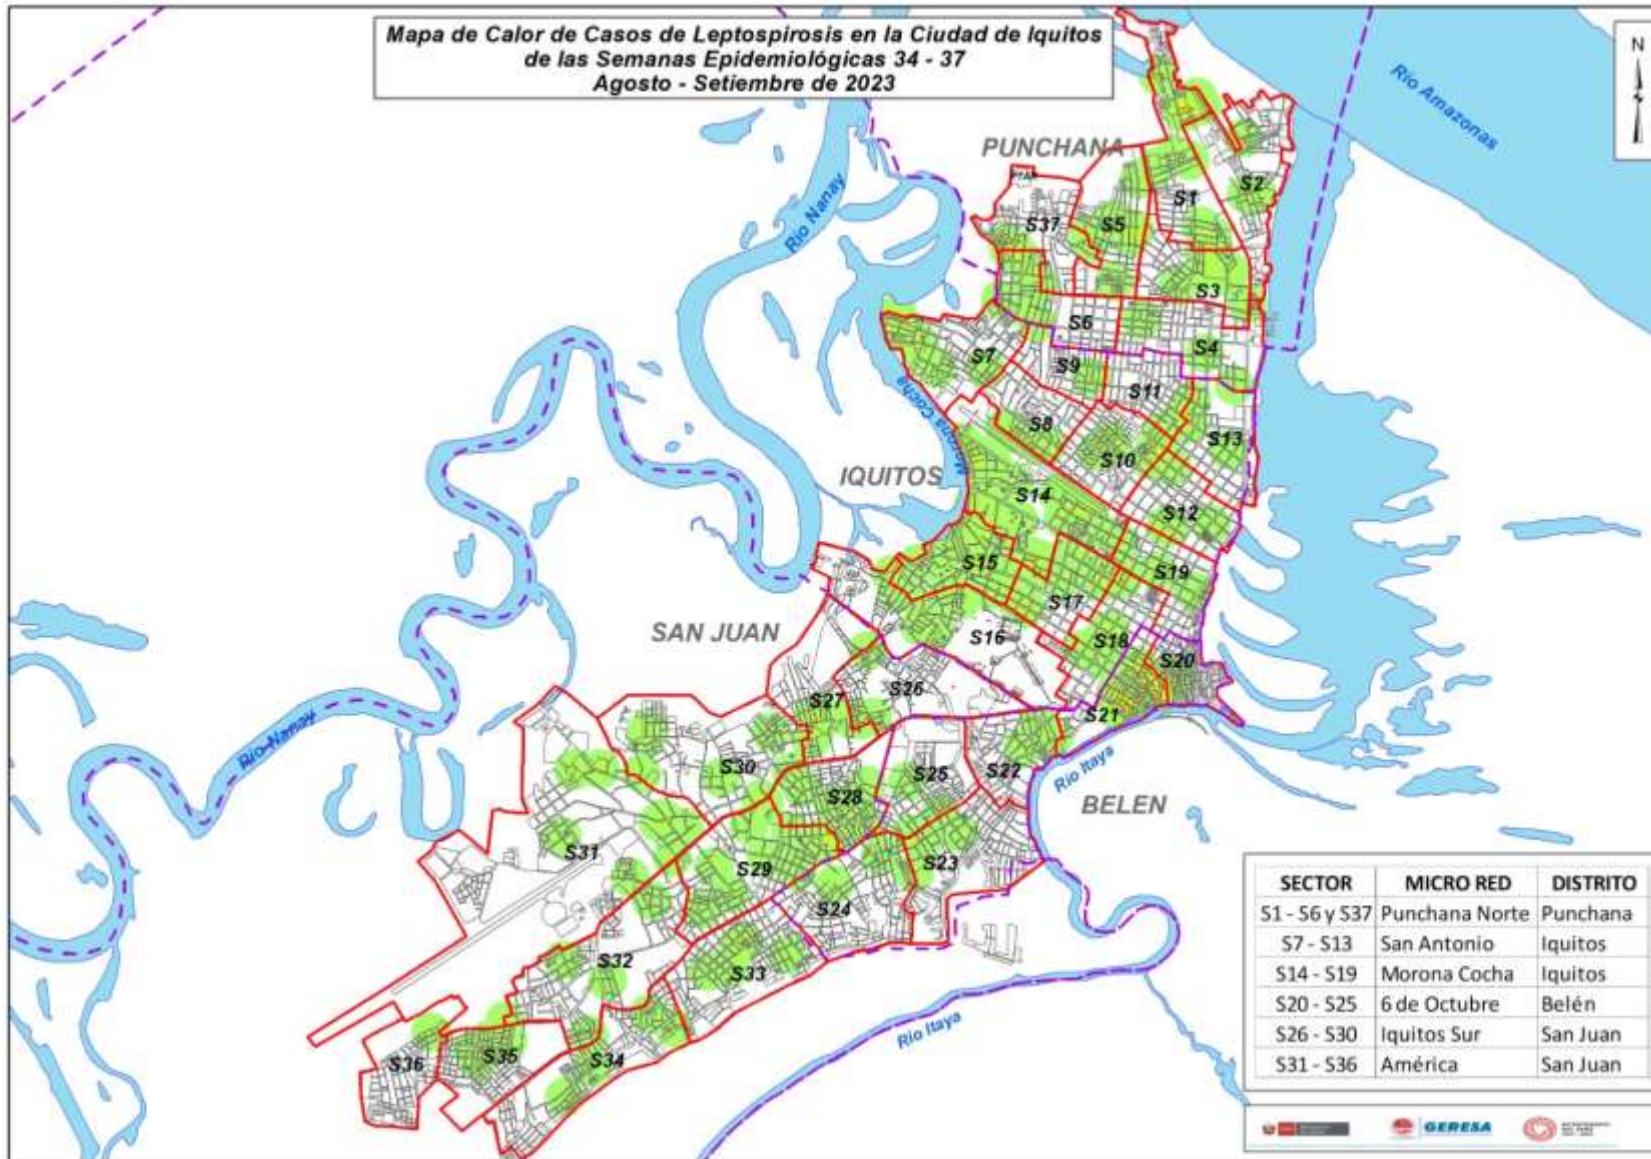 Mapa de Calor de Casos de Leptospirosis en la Ciudad de Iquitos
de las Semanas Epidemiológicas 34 - 37
Agosto - Setiembre de 2023
N
Rio Amazonas
PUNCHANA
Rio Nanay
S2
S1
S37
S5
S3
S6
S4
S7
S9
S11
Morona Cocha
S8
S13
S10
IQUITOS
S14
S12
S15
S19
S17
SAN JUAN
S16
S18
S20
S26
S27
S21
Rio Nanay
S30
S25
S22
Rio Itaya
S28
BELEN
S31
S29
S23
S24
S32
S33
Rio Itaya
S36
S35
S34
SECTOR MICRO RED DISTRITO
S1 - S6 y S37 Punchana Norte Punchana
S7 - S13 San Antonio Iquitos
S14 - S19 Morona Cocha Iquitos
S20 - S25 6 de Octubre Belén
S26 - S30 Iquitos Sur San Juan
S31 - S36 América San Juan
GERESA